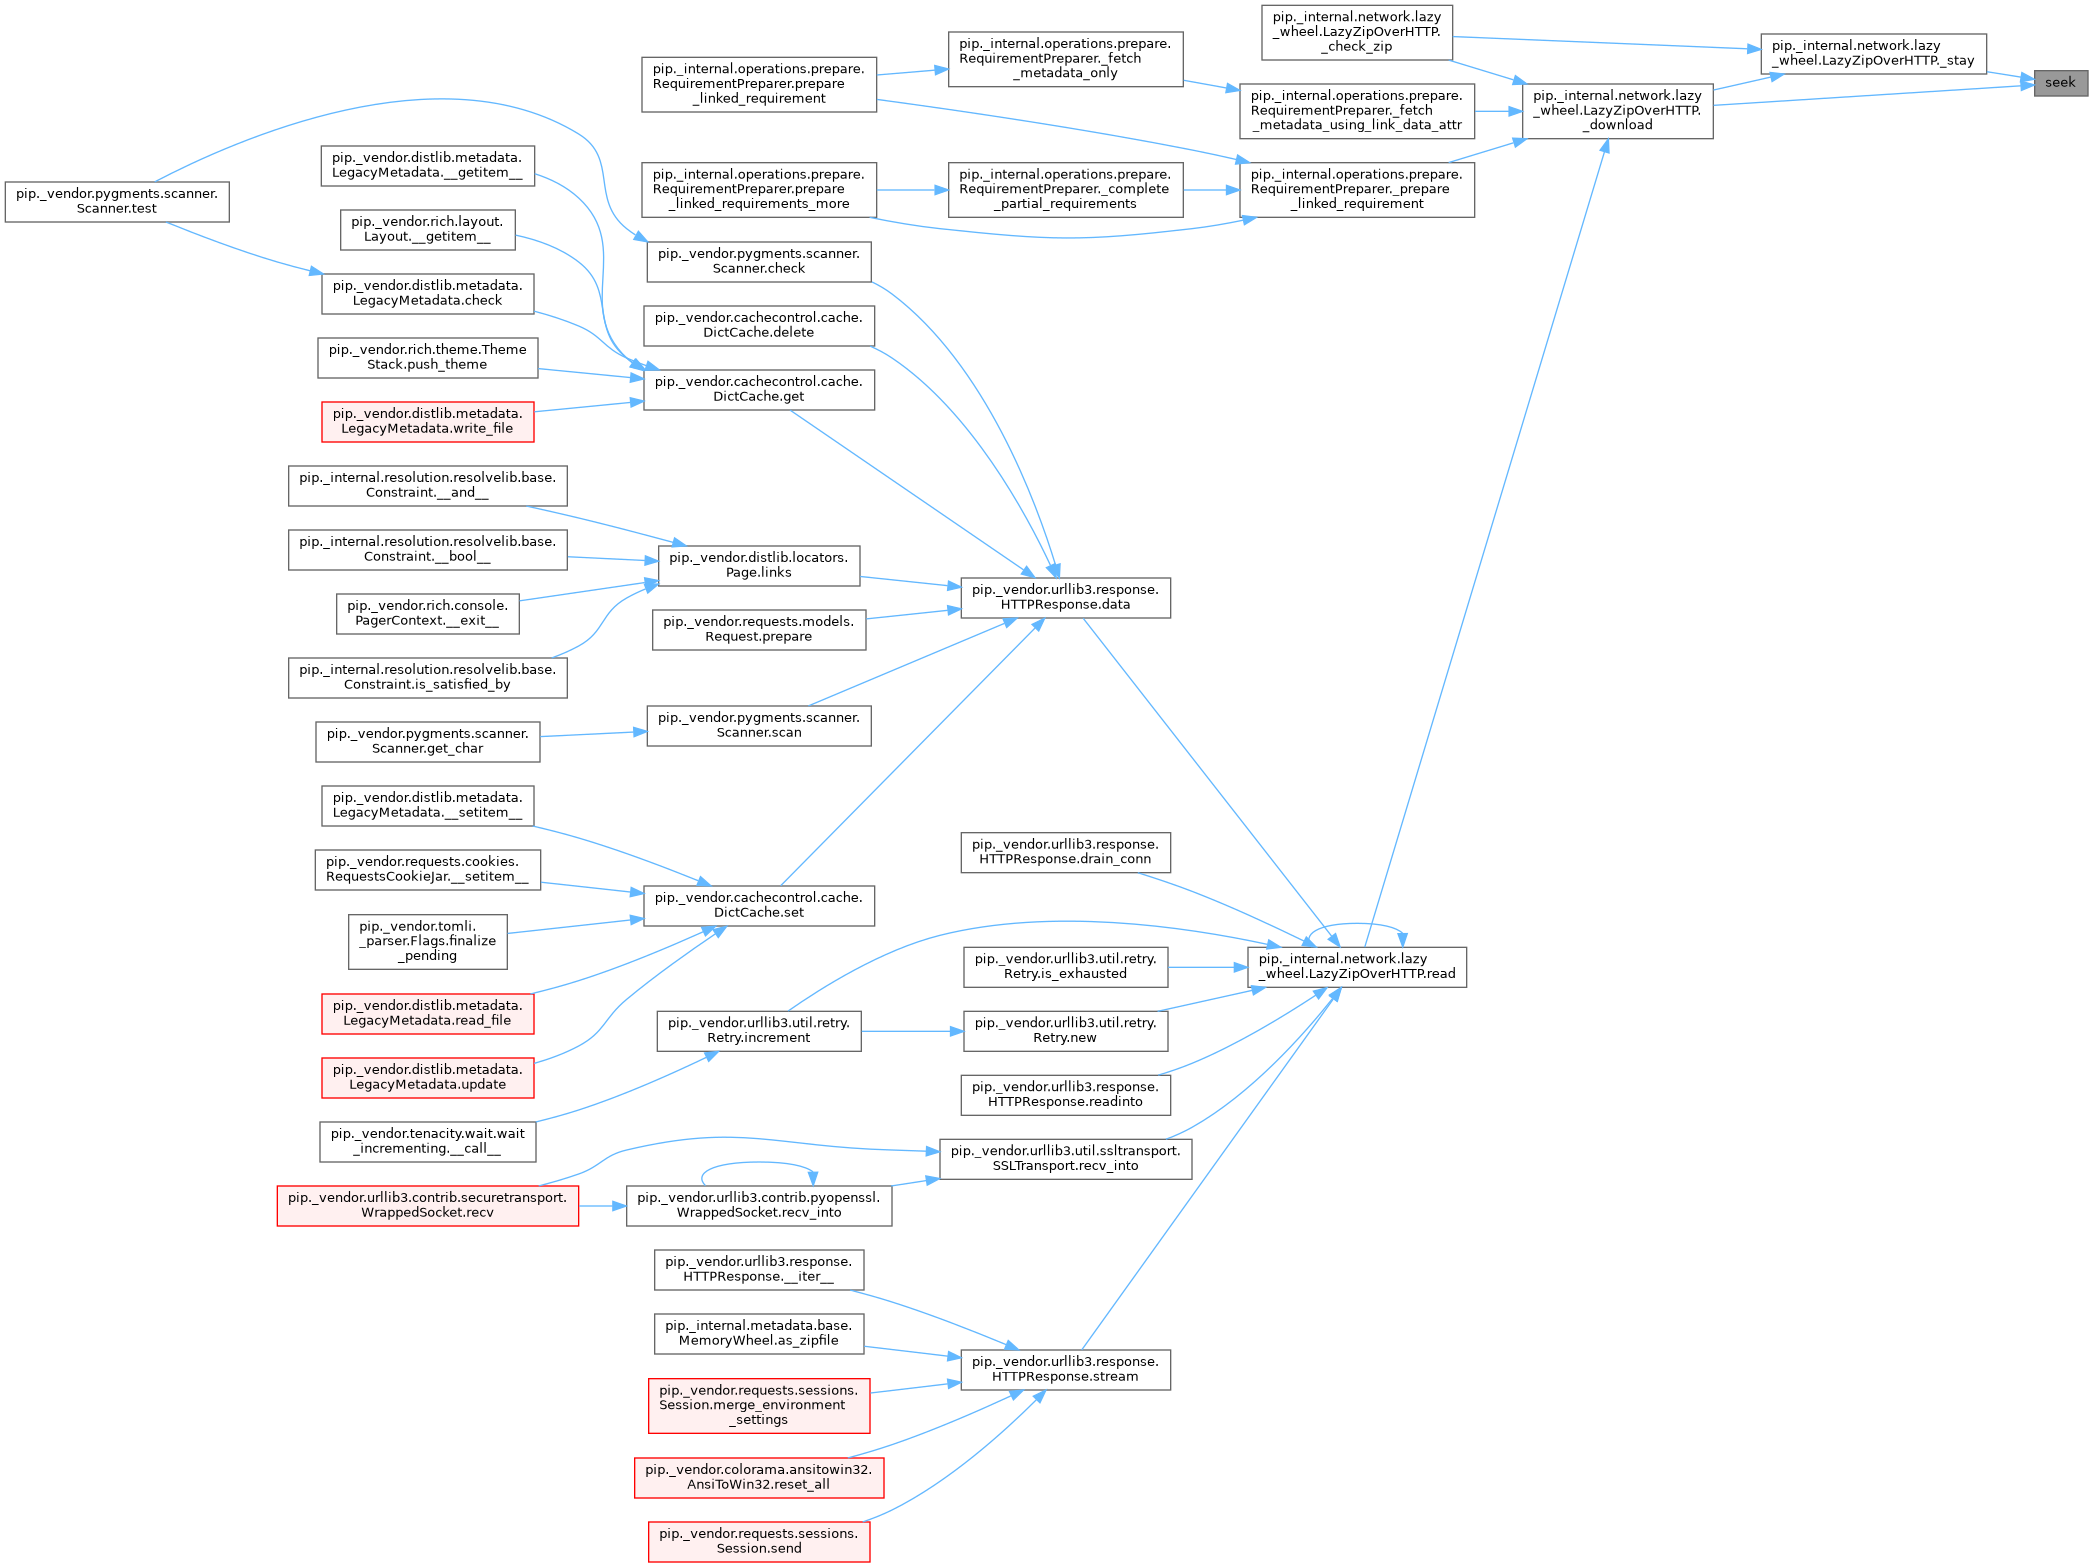 pip._internal.network.lazy
_wheel.LazyZipOverHTTP.
_check_zip
pip._internal.network.lazy
_wheel.LazyZipOverHTTP._stay
seek
pip._internal.operations.prepare.
RequirementPreparer._fetch
_metadata_only
pip._internal.operations.prepare.
RequirementPreparer.prepare
_linked_requirement
pip._internal.operations.prepare.
RequirementPreparer._fetch
_metadata_using_link_data_attr
pip._internal.network.lazy
_wheel.LazyZipOverHTTP.
_download
pip._internal.operations.prepare.
RequirementPreparer.prepare
_linked_requirements_more
pip._internal.operations.prepare.
RequirementPreparer._complete
_partial_requirements
pip._internal.operations.prepare.
RequirementPreparer._prepare
_linked_requirement
pip._vendor.distlib.metadata.
LegacyMetadata.__getitem__
pip._vendor.pygments.scanner.
Scanner.test
pip._vendor.rich.layout.
Layout.__getitem__
pip._vendor.pygments.scanner.
Scanner.check
pip._vendor.distlib.metadata.
LegacyMetadata.check
pip._vendor.cachecontrol.cache.
DictCache.delete
pip._vendor.rich.theme.Theme
Stack.push_theme
pip._vendor.cachecontrol.cache.
DictCache.get
pip._vendor.distlib.metadata.
LegacyMetadata.write_file
pip._internal.resolution.resolvelib.base.
Constraint.__and__
pip._internal.resolution.resolvelib.base.
Constraint.__bool__
pip._vendor.distlib.locators.
Page.links
pip._vendor.urllib3.response.
HTTPResponse.data
pip._vendor.rich.console.
PagerContext.__exit__
pip._vendor.requests.models.
Request.prepare
pip._internal.resolution.resolvelib.base.
Constraint.is_satisfied_by
pip._vendor.pygments.scanner.
Scanner.get_char
pip._vendor.pygments.scanner.
Scanner.scan
pip._vendor.distlib.metadata.
LegacyMetadata.__setitem__
pip._vendor.requests.cookies.
RequestsCookieJar.__setitem__
pip._vendor.urllib3.response.
HTTPResponse.drain_conn
pip._vendor.cachecontrol.cache.
DictCache.set
pip._vendor.tomli.
_parser.Flags.finalize
_pending
pip._vendor.urllib3.util.retry.
Retry.is_exhausted
pip._internal.network.lazy
_wheel.LazyZipOverHTTP.read
pip._vendor.distlib.metadata.
LegacyMetadata.read_file
pip._vendor.urllib3.util.retry.
Retry.increment
pip._vendor.urllib3.util.retry.
Retry.new
pip._vendor.distlib.metadata.
LegacyMetadata.update
pip._vendor.urllib3.response.
HTTPResponse.readinto
pip._vendor.tenacity.wait.wait
_incrementing.__call__
pip._vendor.urllib3.util.ssltransport.
SSLTransport.recv_into
pip._vendor.urllib3.contrib.securetransport.
WrappedSocket.recv
pip._vendor.urllib3.contrib.pyopenssl.
WrappedSocket.recv_into
pip._vendor.urllib3.response.
HTTPResponse.__iter__
pip._internal.metadata.base.
MemoryWheel.as_zipfile
pip._vendor.urllib3.response.
HTTPResponse.stream
pip._vendor.requests.sessions.
Session.merge_environment
_settings
pip._vendor.colorama.ansitowin32.
AnsiToWin32.reset_all
pip._vendor.requests.sessions.
Session.send